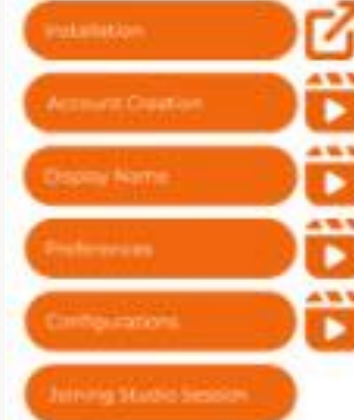 Installation
Account Creation
Display Name
Preferences
Configurations
Joining Studio Session